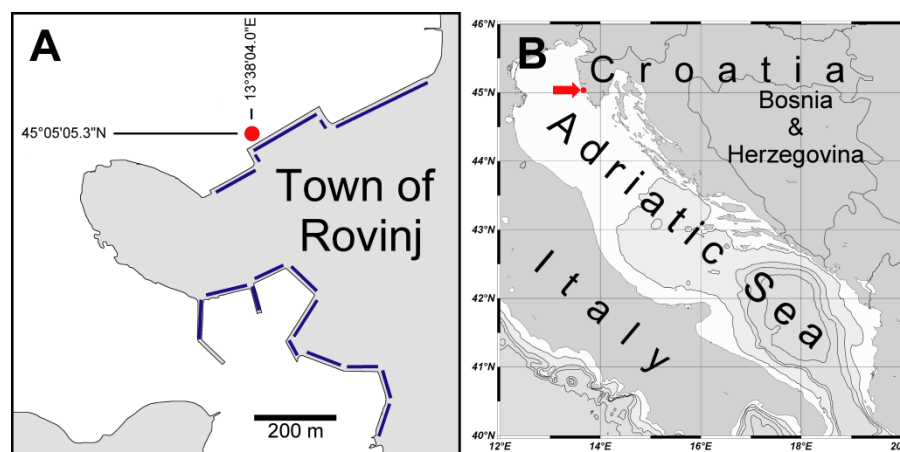 A
13°38'04.0"E
45°05'05.3"N
Town of
Rovinj
200 m
B
46°N
45°N
44°N
43°N
42°N
41°N
40°N
12°E
14°E
16°E
18°E
20
Croatia
Bosnia
&
Herzegovina
Adriatic Sea
Italy